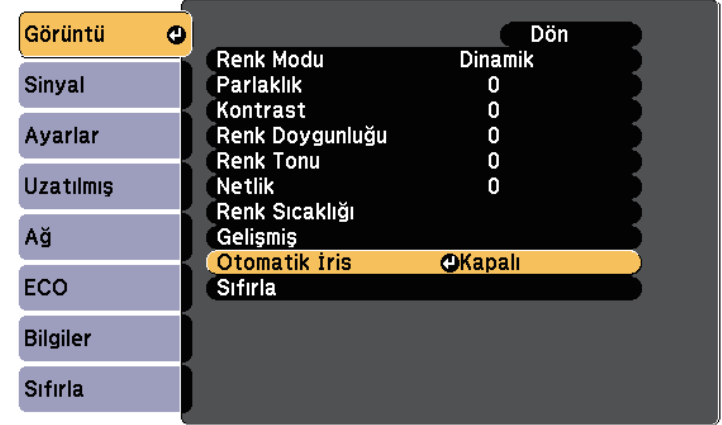 Görüntü
Sinyal
Ayarlar
Uzatılmış
Ağ
ECO
Bilgiler
Sıfırla
Dön
Renk Modu Dinamik
Parlaklık 0
Kontrast 0
Renk Doygunluğu 0
Renk Tonu 0
Netlik 0
Renk Sıcaklığı
Gelişmiş
Otomatik İris Kapalı
Sıfırla